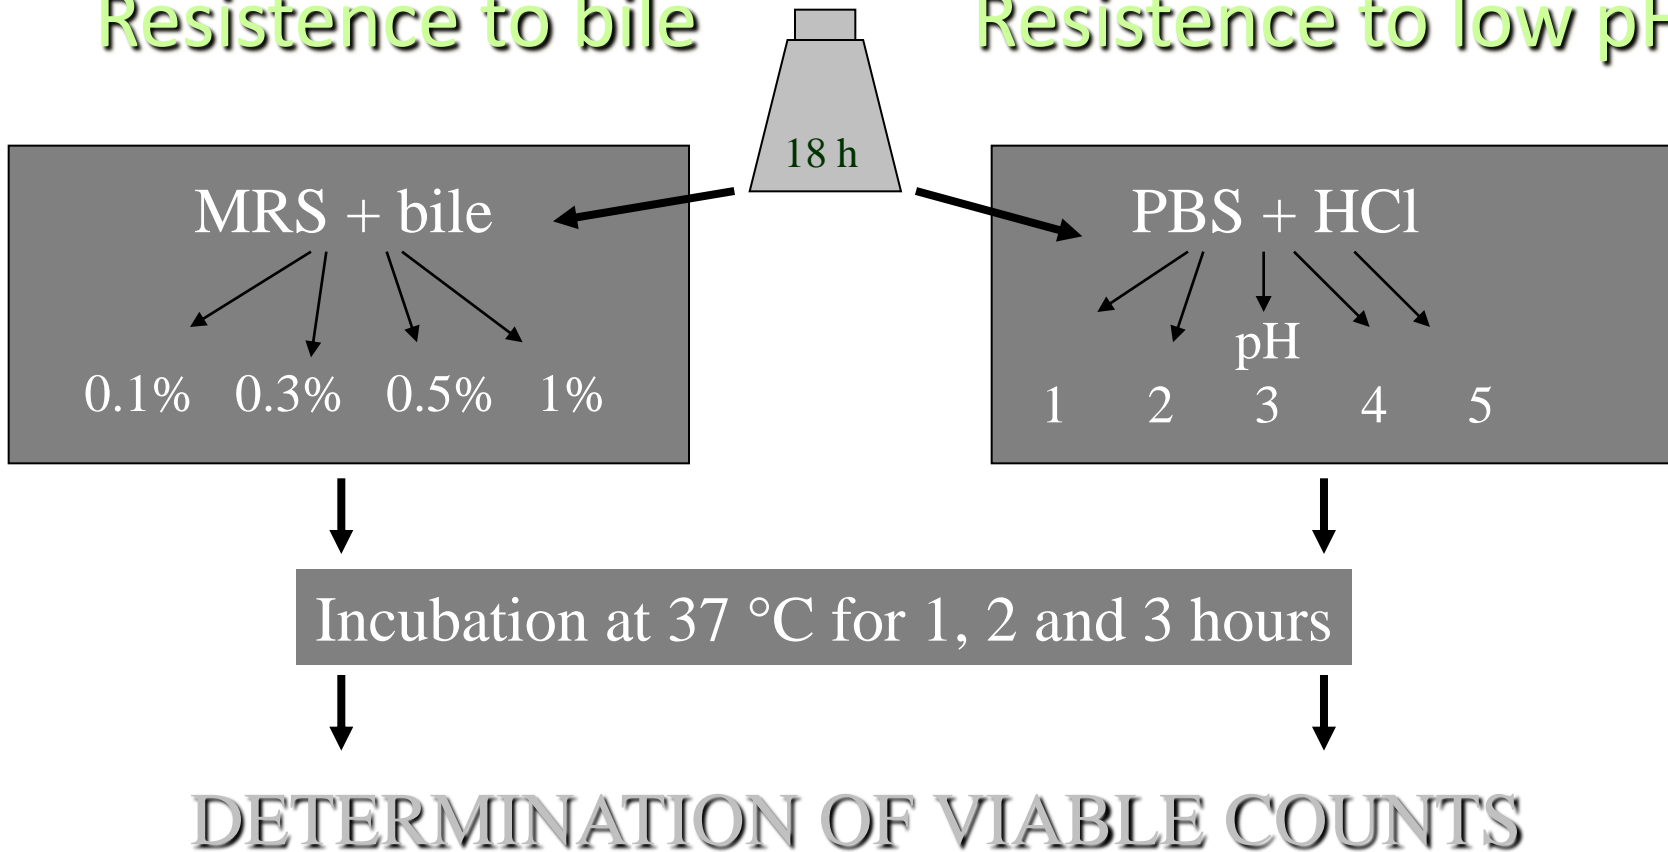 Resistence to bile
Resistence to low pH
18 h
MRS + bile
0.1% 0.3% 0.5% 1%
PBS + HCl
pH
1 2 3 4 5
Incubation at 37 °C for 1, 2 and 3 hours
DETERMINATION OF VIABLE COUNTS